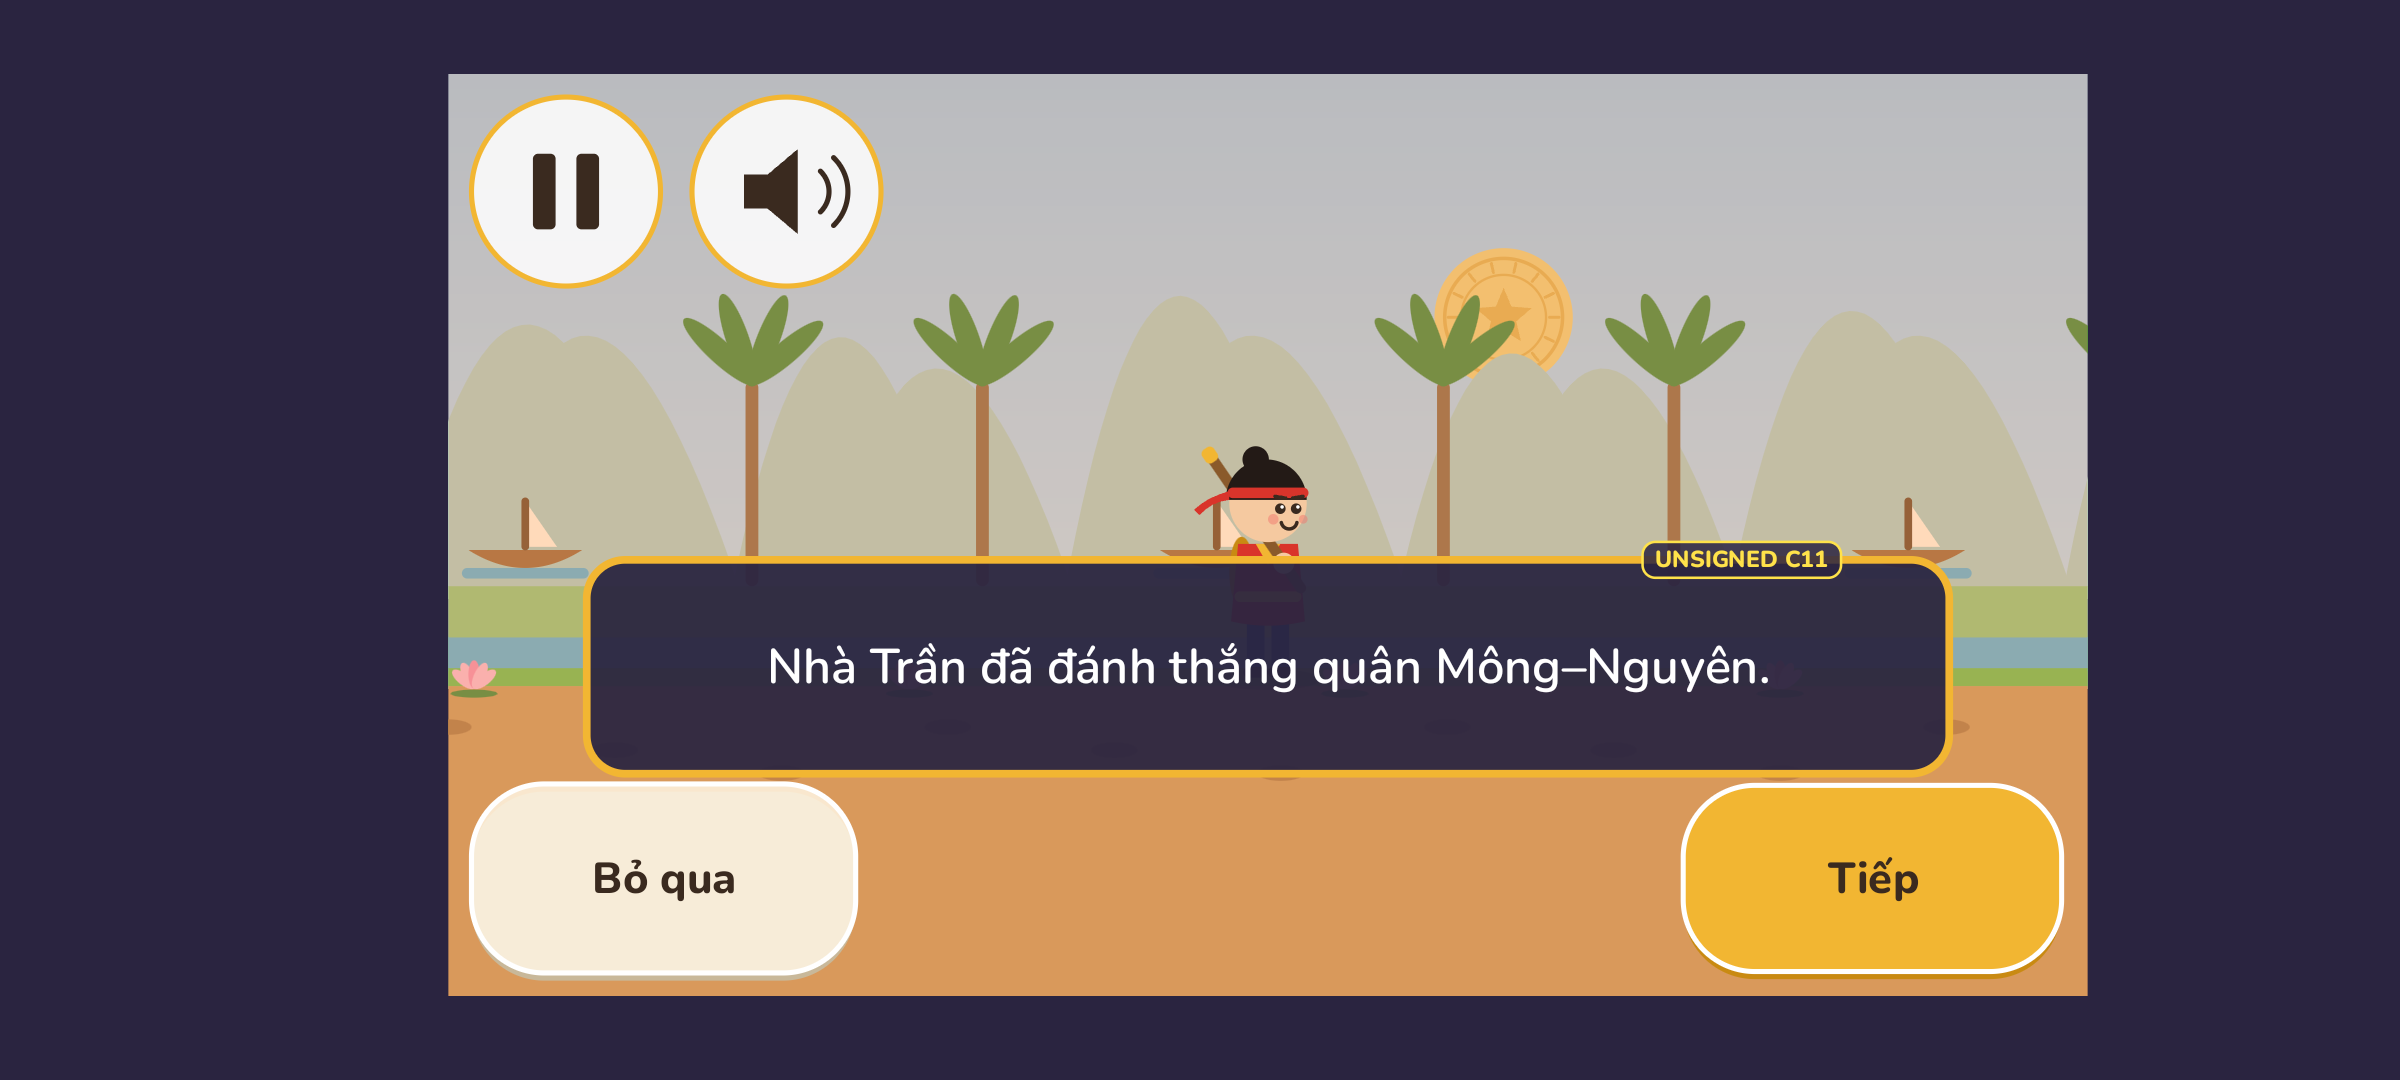 UNSIGNED C11
Nhà Trần đã đánh thắng quân Mông–Nguyên.
Bỏ qua
Tiếp